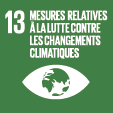 13 MESURES RELATIVES
À LA LUTTE CONTRE
LES CHANGEMENTS
CLIMATIQUES